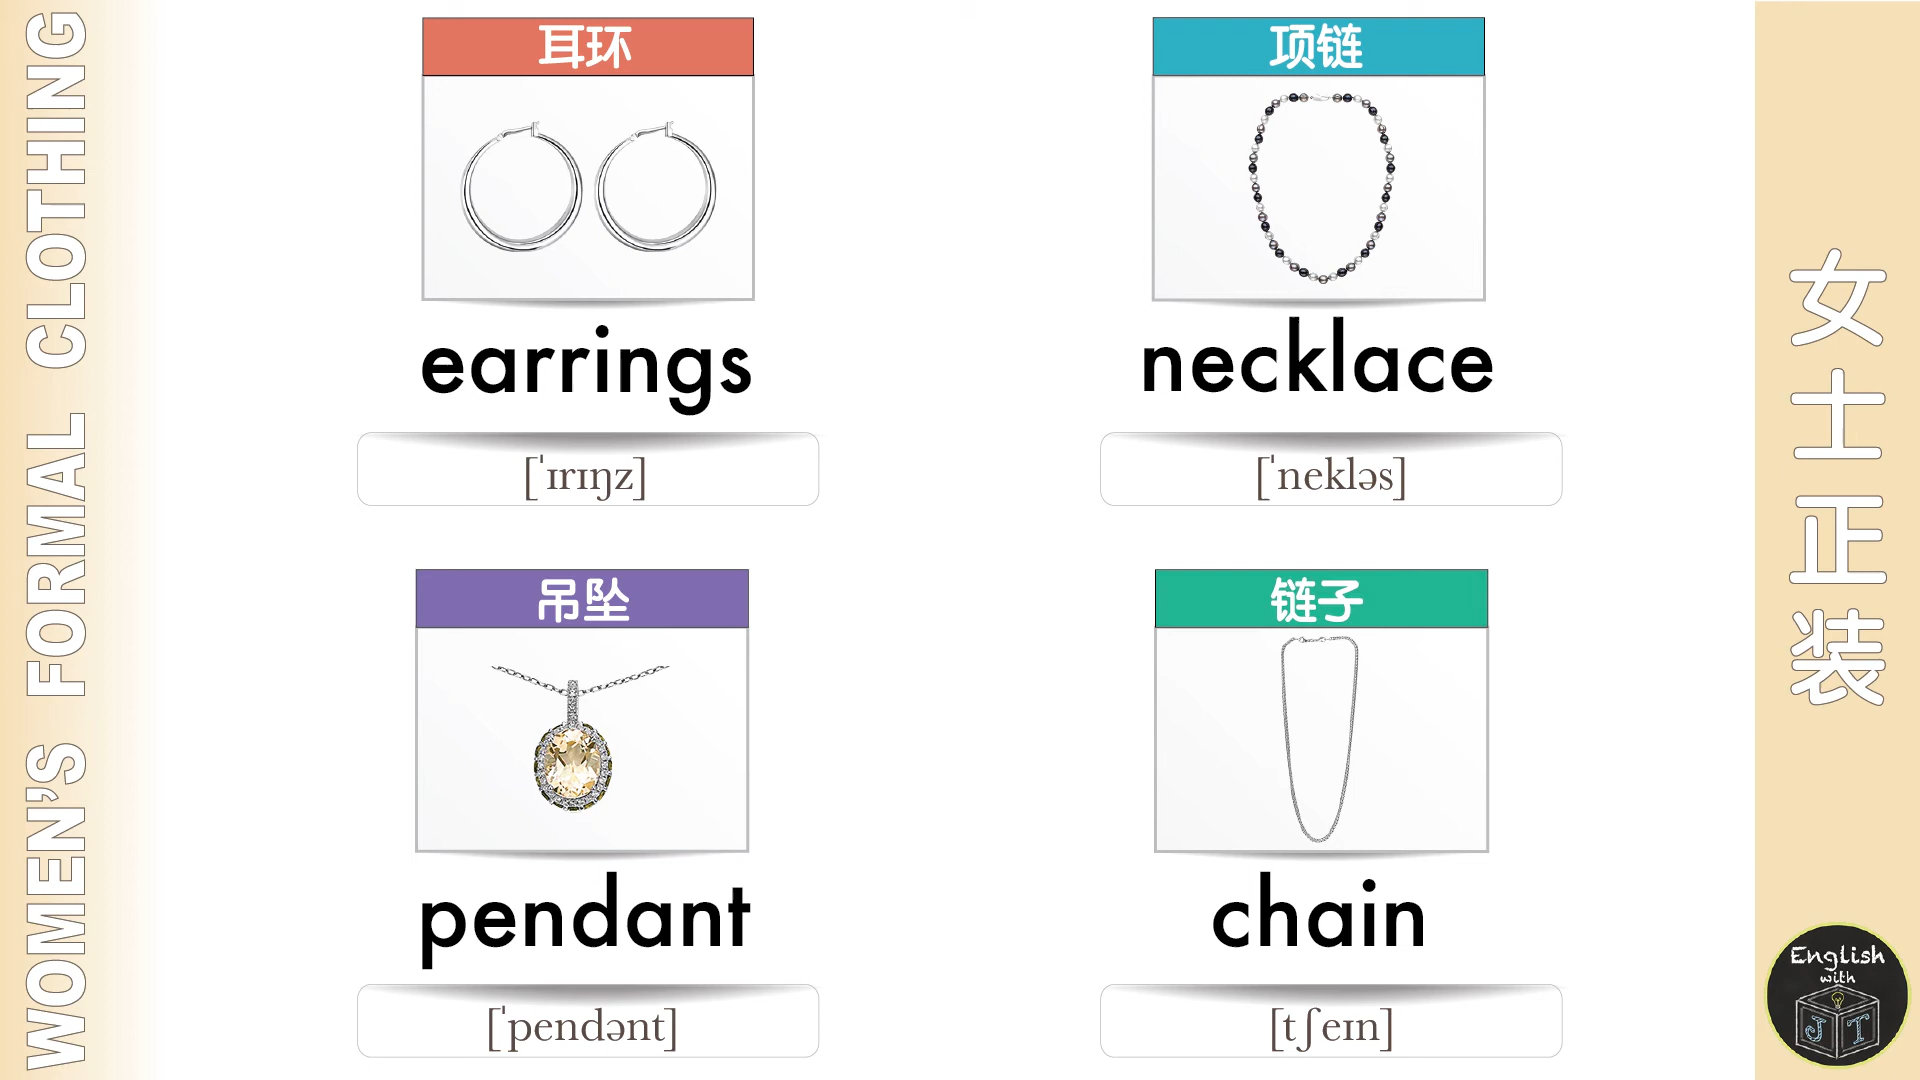 WOMEN'S FORMAL CLOTHING
耳环
earrings
[ˈɪrɪŋz]
项链
necklace
[ˈnekləs]
吊坠
pendant
[ˈpendənt]
链子
chain
[tʃeɪn]
女士正装
English
with
JT